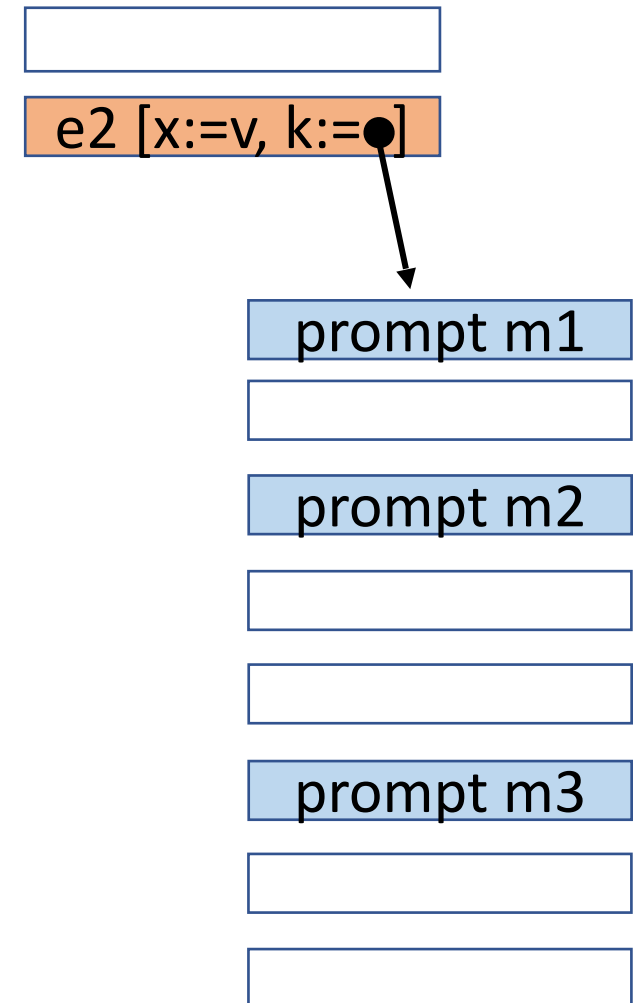 e2 [x:=v, k:=●]
prompt m1
prompt m2
prompt m3